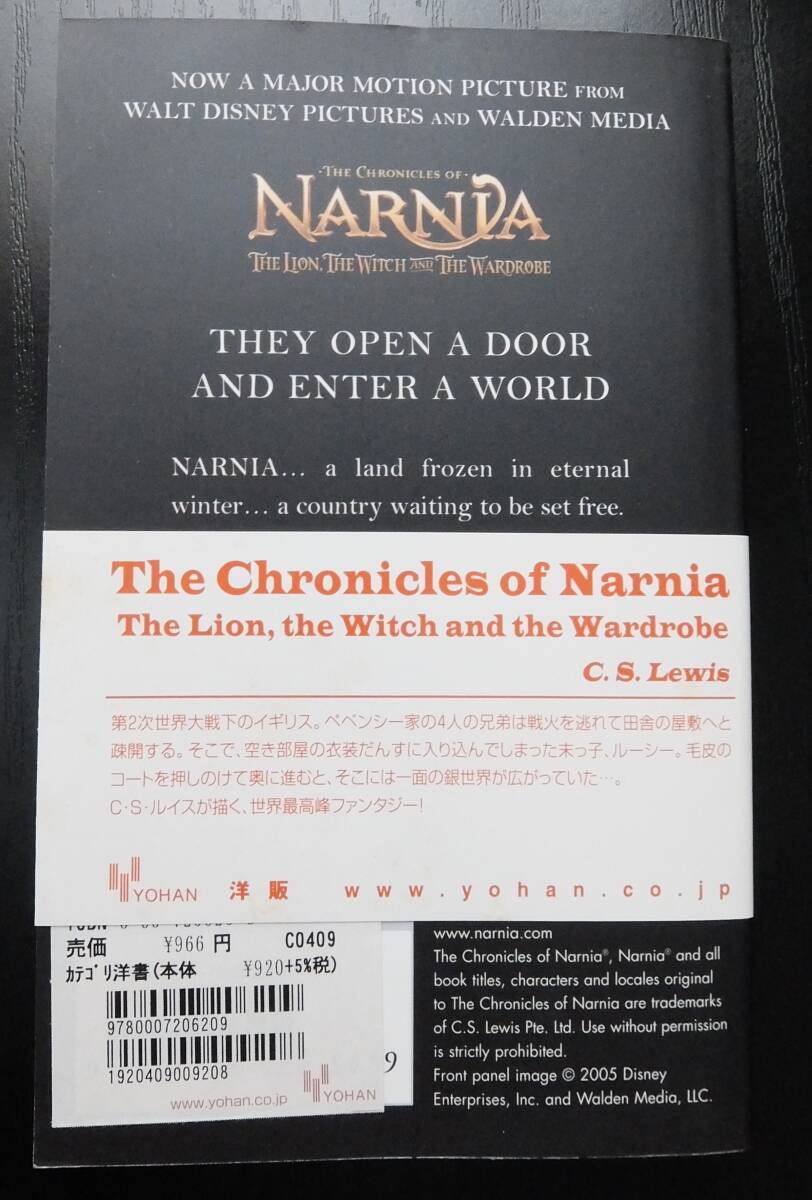 NOW A MAJOR MOTION PICTURE FROM
WALT DISNEY PICTURES AND WALDEN MEDIA
·THE CHRONICLES OF·
NARNIA
THE LION, THE WITCH AND THE WARDROBE
THEY OPEN A DOOR
AND ENTER A WORLD
NARNIA... a land frozen in eternal
winter... a country waiting to be set free.
The Chronicles of Narnia
The Lion, the Witch and the Wardrobe
C. S. Lewis
第2次世界大戦下のイギリス。ペベンシー家の4人の兄弟は戦火を逃れて田舎の屋敷へと
疎開する。そこで、空き部屋の衣装だんすに入り込んでしまった末っ子、ルーシー。毛皮の
コートを押しのけて奥に進むと、そこには一面の銀世界が広がっていた…。
C・S・ルイスが描く、世界最高峰ファンタジー!
YOHAN 洋販 www.yohan.co.jp
売価 ¥966円 C0409
ｶﾃｺﾞﾘ洋書(本体 ¥920+5%税)
9780007206209
1920409009208
www.yohan.co.jp YOHAN
9
www.narnia.com
The Chronicles of Narnia®, Narnia® and all
book titles, characters and locales original
to The Chronicles of Narnia are trademarks
of C.S. Lewis Pte. Ltd. Use without permission
is strictly prohibited.
Front panel image © 2005 Disney
Enterprises, Inc. and Walden Media, LLC.